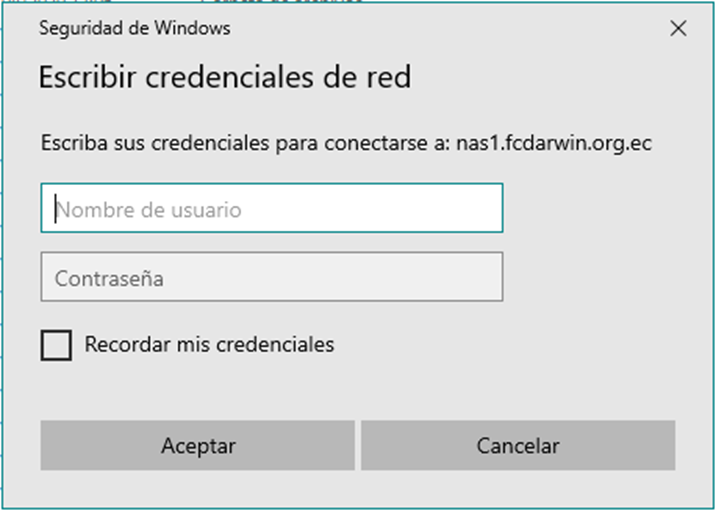 Seguridad de Windows
Escribir credenciales de red
Escriba sus credenciales para conectarse a: nas1.fcdarwin.org.ec
Nombre de usuario
Contraseña
Recordar mis credenciales
Aceptar
Cancelar